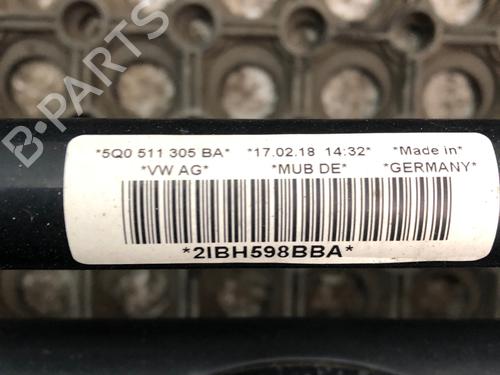 B-PARTS
*5Q0 511 305 BA* *17.02.18 14:32* *Made in*
*VW AG* *MUB DE* *GERMANY*
*2IBH598BBA*